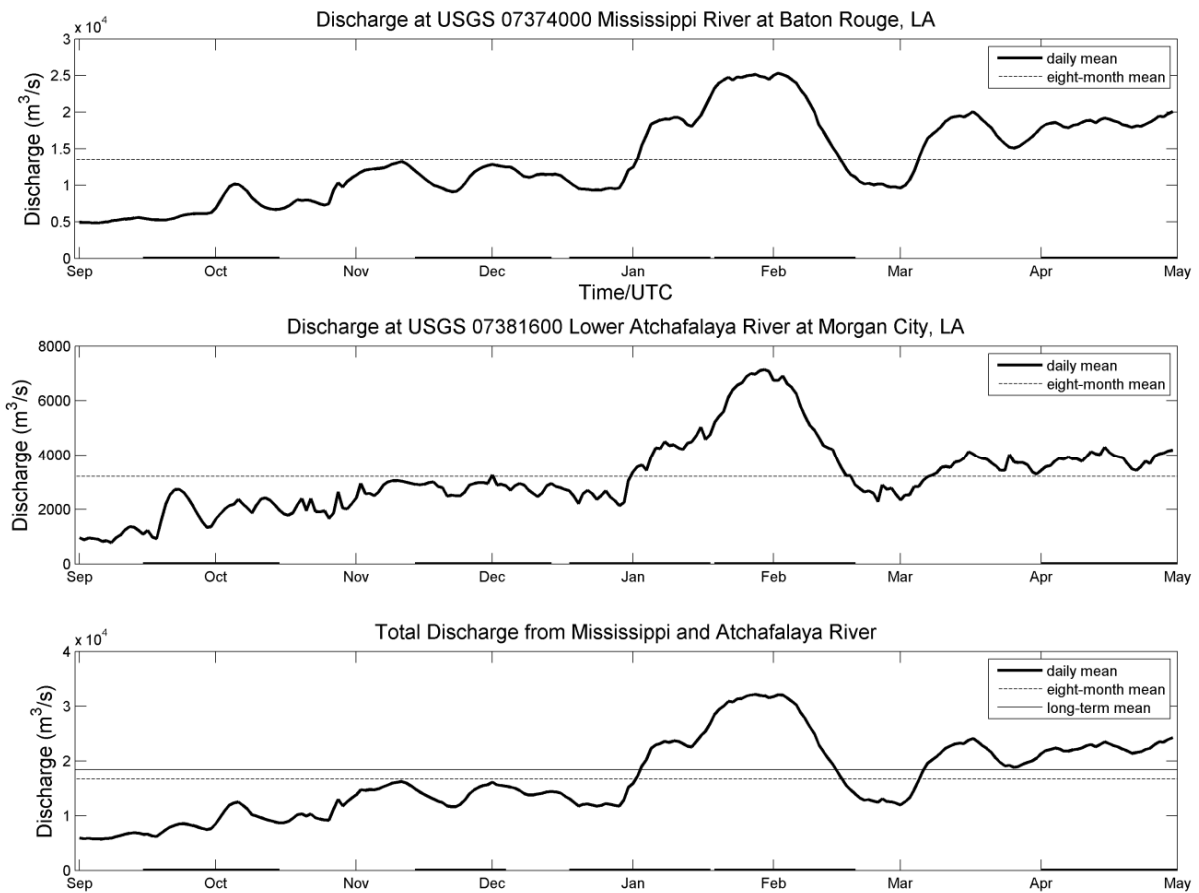 Discharge at USGS 07374000 Mississippi River at Baton Rouge, LA
x 10^4
3
2.5
2
1.5
1
0.5
0
Discharge (m^3/s)
daily mean
eight-month mean
Sep Oct Nov Dec Jan Feb Mar Apr May
Time/UTC
Discharge at USGS 07381600 Lower Atchafalaya River at Morgan City, LA
8000
6000
4000
2000
0
Discharge (m^3/s)
daily mean
eight-month mean
Sep Oct Nov Dec Jan Feb Mar Apr May
Total Discharge from Mississippi and Atchafalaya River
x 10^4
4
3
2
1
0
Discharge (m^3/s)
daily mean
eight-month mean
long-term mean
Sep Oct Nov Dec Jan Feb Mar Apr May